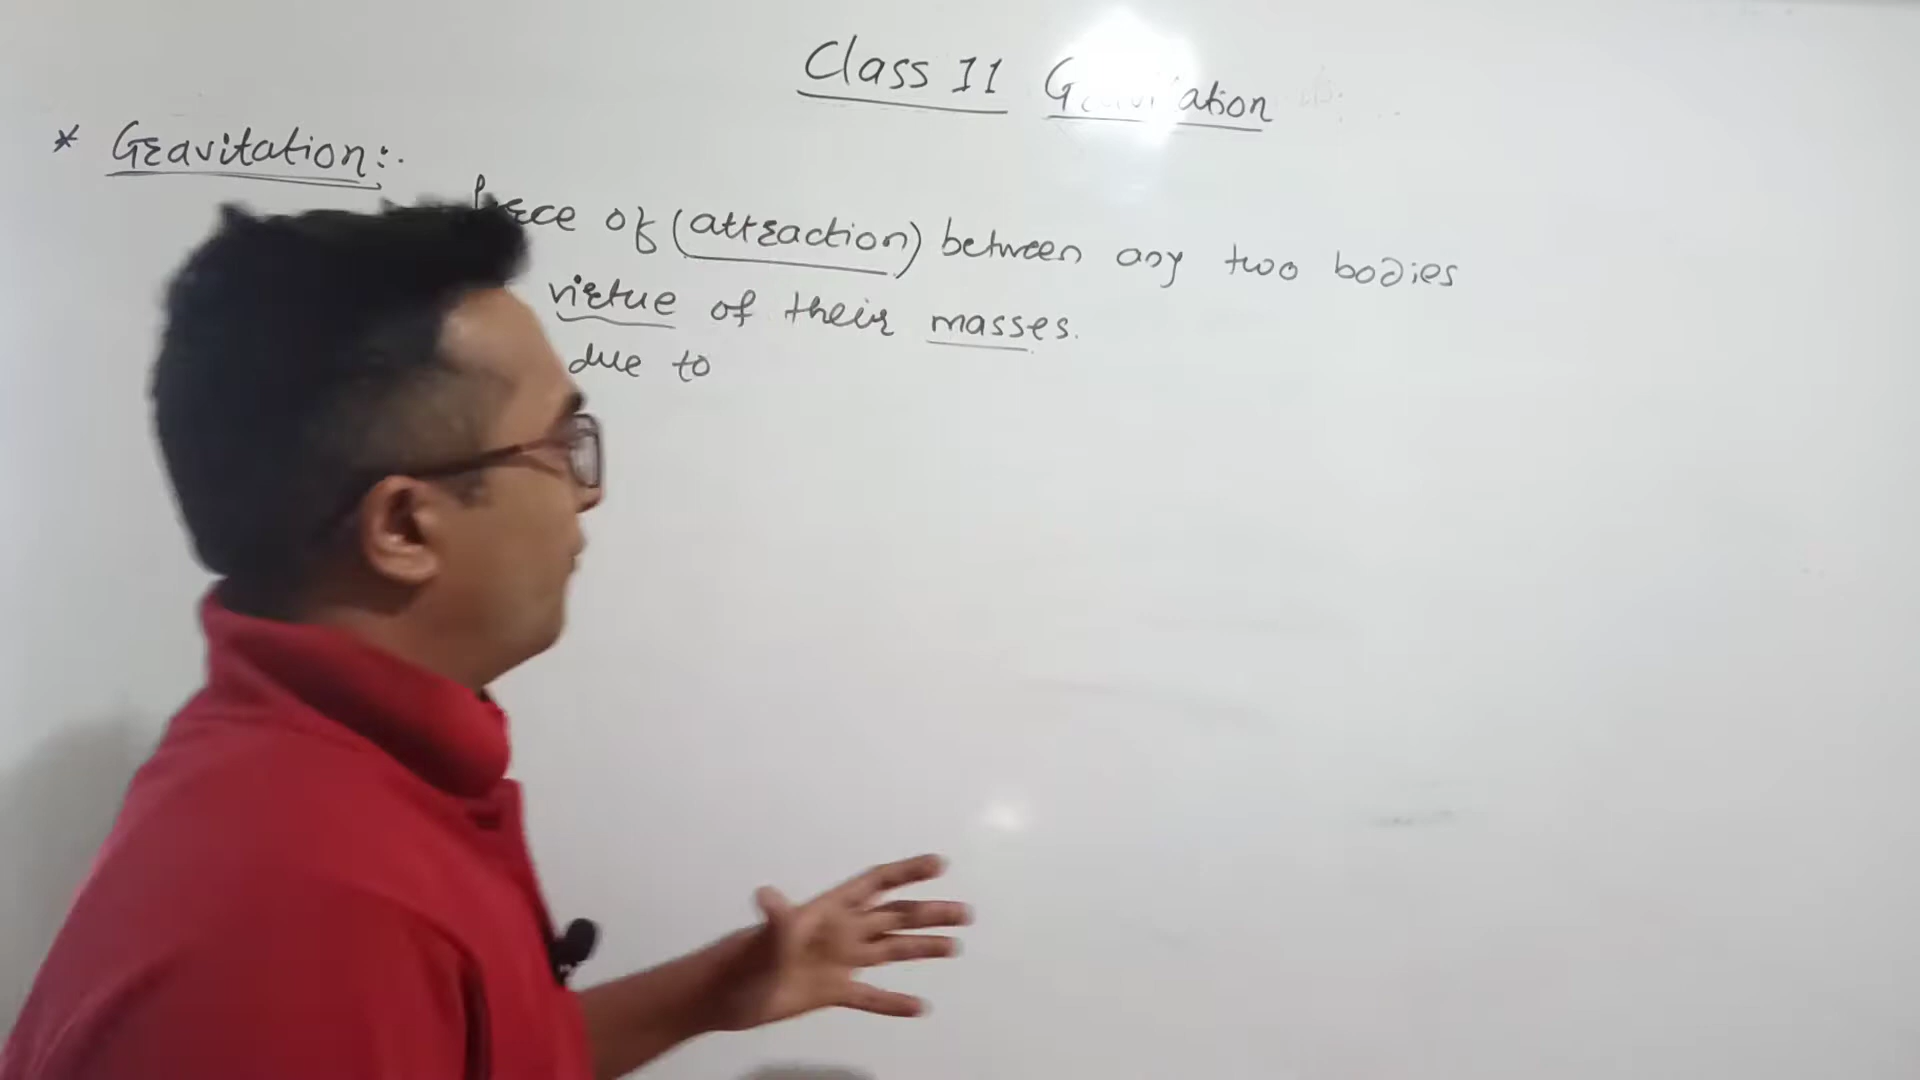 Class 11 Gravitation
* Gravitation:-
force of (attraction) between any two bodies
virtue of their masses.
due to